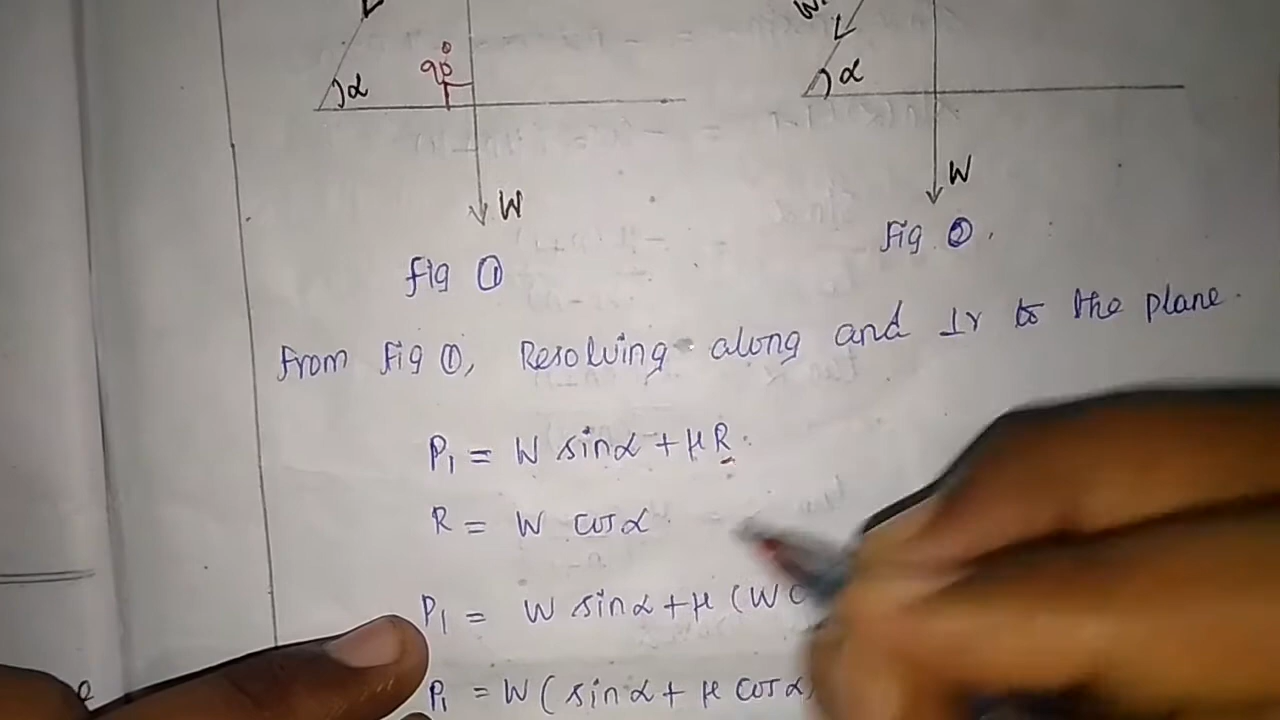 90°
α
α
W
W
fig ①
fig ②.
From fig ①, Resolving along and ⊥r to the plane.
P₁ = W sinα + μR.
R = W cosα
P₁ = W sinα + μ (W
P₁ = W ( sinα + μ cosα)